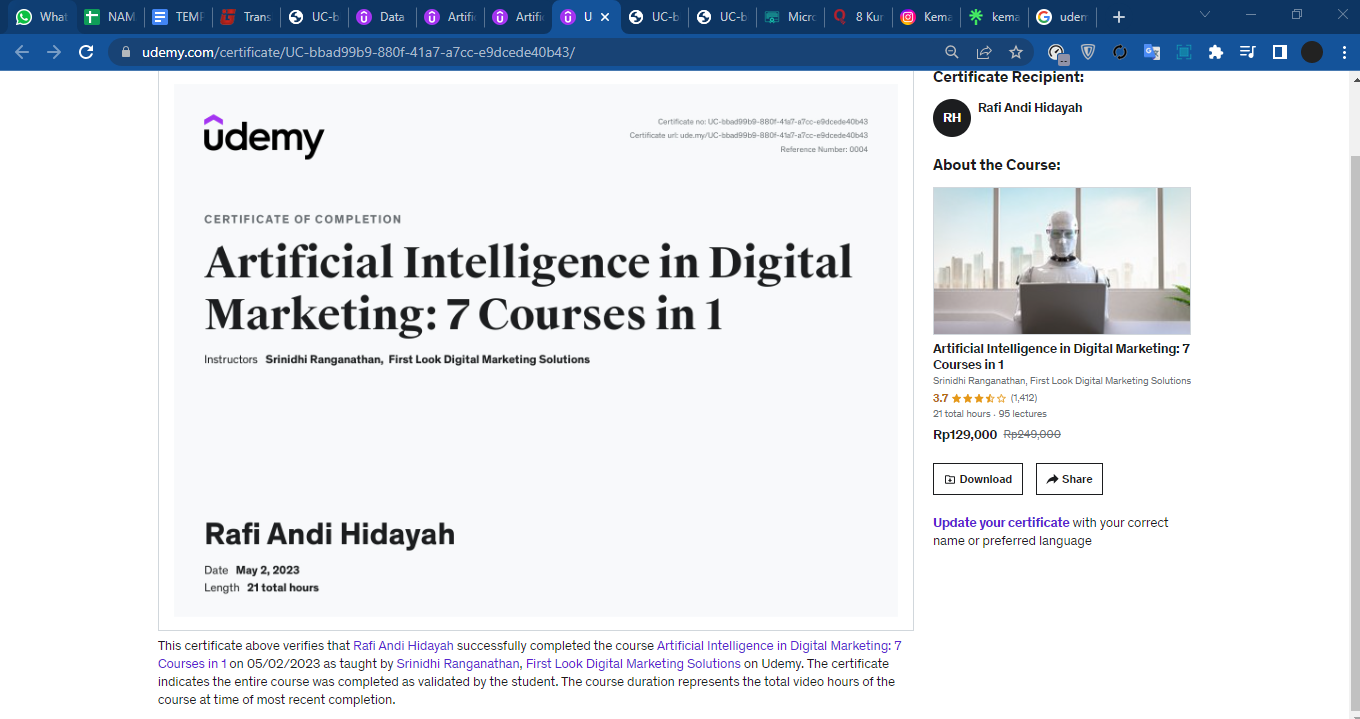 What
NAM
TEMP
Trans
UC-b
Data
Artifi
Artific
U
UC-b
UC-b
Micro
8 Kur
Kema
kema
udem
udemy.com/certificate/UC-bbad99b9-880f-41a7-a7cc-e9dcede40b43/
udemy
Certificate no: UC-bbad99b9-880f-41a7-a7cc-e9dcede40b43
Certificate url: ude.my/UC-bbad99b9-880f-41a7-a7cc-e9dcede40b43
Reference Number: 0004
CERTIFICATE OF COMPLETION
Artificial Intelligence in Digital
Marketing: 7 Courses in 1
Instructors Srinidhi Ranganathan, First Look Digital Marketing Solutions
Rafi Andi Hidayah
Date May 2, 2023
Length 21 total hours
This certificate above verifies that Rafi Andi Hidayah successfully completed the course Artificial Intelligence in Digital Marketing: 7
Courses in 1 on 05/02/2023 as taught by Srinidhi Ranganathan, First Look Digital Marketing Solutions on Udemy. The certificate
indicates the entire course was completed as validated by the student. The course duration represents the total video hours of the
course at time of most recent completion.
Certificate Recipient:
RH
Rafi Andi Hidayah
About the Course:
Artificial Intelligence in Digital Marketing: 7
Courses in 1
Srinidhi Ranganathan, First Look Digital Marketing Solutions
3.7 (1,412)
21 total hours · 95 lectures
Rp129,000 Rp249,000
Download
Share
Update your certificate with your correct
name or preferred language